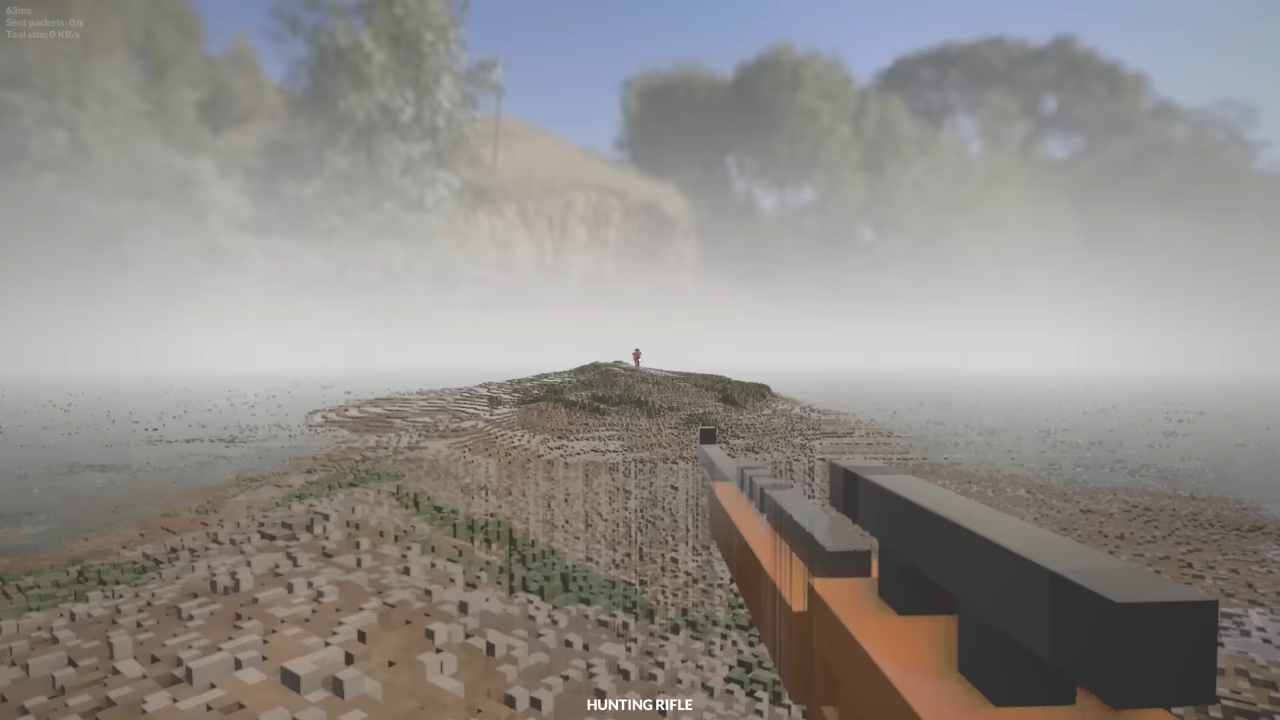 63ms
Sent packets: 0/s
Toal size: 0 KB/s
HUNTING RIFLE